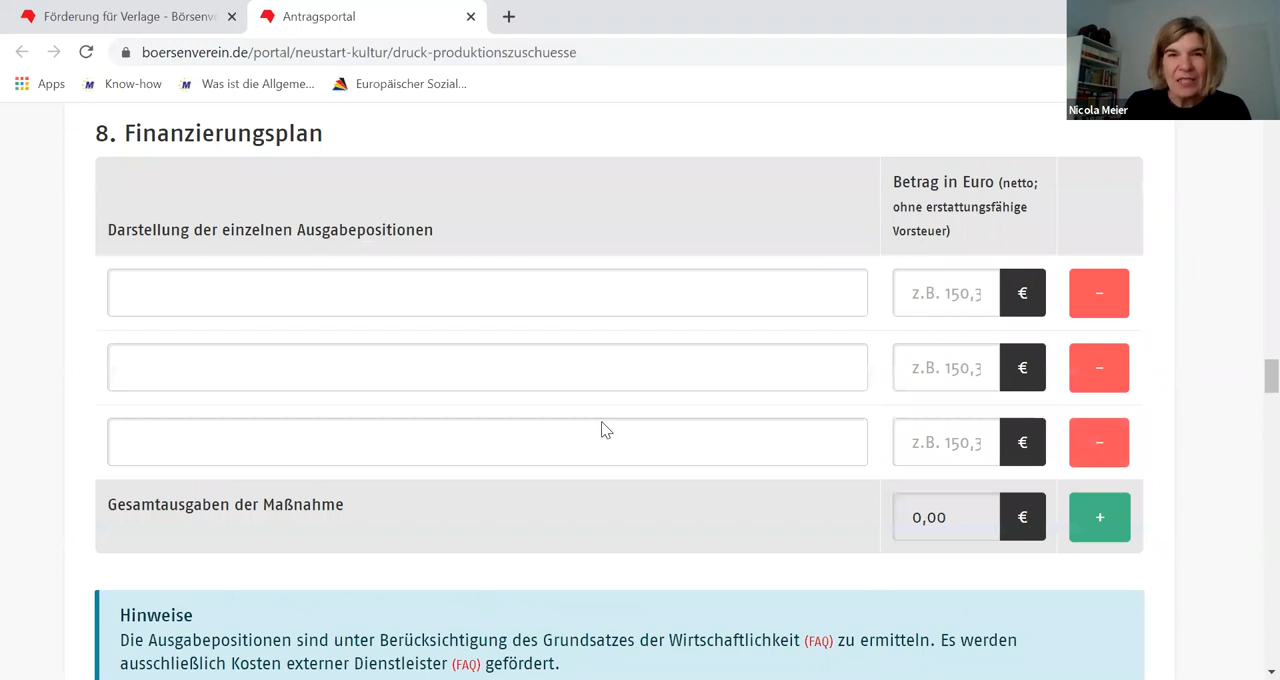 Förderung für Verlage - Börsenve
Antragsportal
boersenverein.de/portal/neustart-kultur/druck-produktionszuschuesse
Apps
Know-how
Was ist die Allgeme...
Europäischer Sozial...
Nicola Meier
8. Finanzierungsplan
Darstellung der einzelnen Ausgabepositionen
Betrag in Euro (netto;
ohne erstattungsfähige
Vorsteuer)
z.B. 150,3 € -
z.B. 150,3 € -
z.B. 150,3 € -
Gesamtausgaben der Maßnahme
0,00 € +
Hinweise
Die Ausgabepositionen sind unter Berücksichtigung des Grundsatzes der Wirtschaftlichkeit (FAQ) zu ermitteln. Es werden
ausschließlich Kosten externer Dienstleister (FAQ) gefördert.